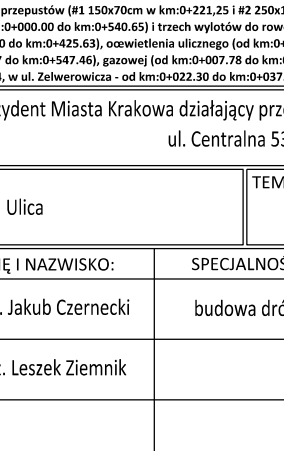 przepustów (#1 150x70cm w km:0+221,25 i #2 250x1
:0+000.00 do km:0+540.65) i trzech wylotów do row
0 do km:0+425.63), oœwietlenia ulicznego (od km:0+
7 do km:0+547.46), gazowej (od km:0+007.78 do km:0
4, w ul. Zelwerowicza - od km:0+022.30 do km:0+037.
ydent Miasta Krakowa działający prze
ul. Centralna 53
TEM
Ulica
Ę I NAZWISKO:
SPECJALNOŚ
. Jakub Czernecki
budowa dró
. Leszek Ziemnik